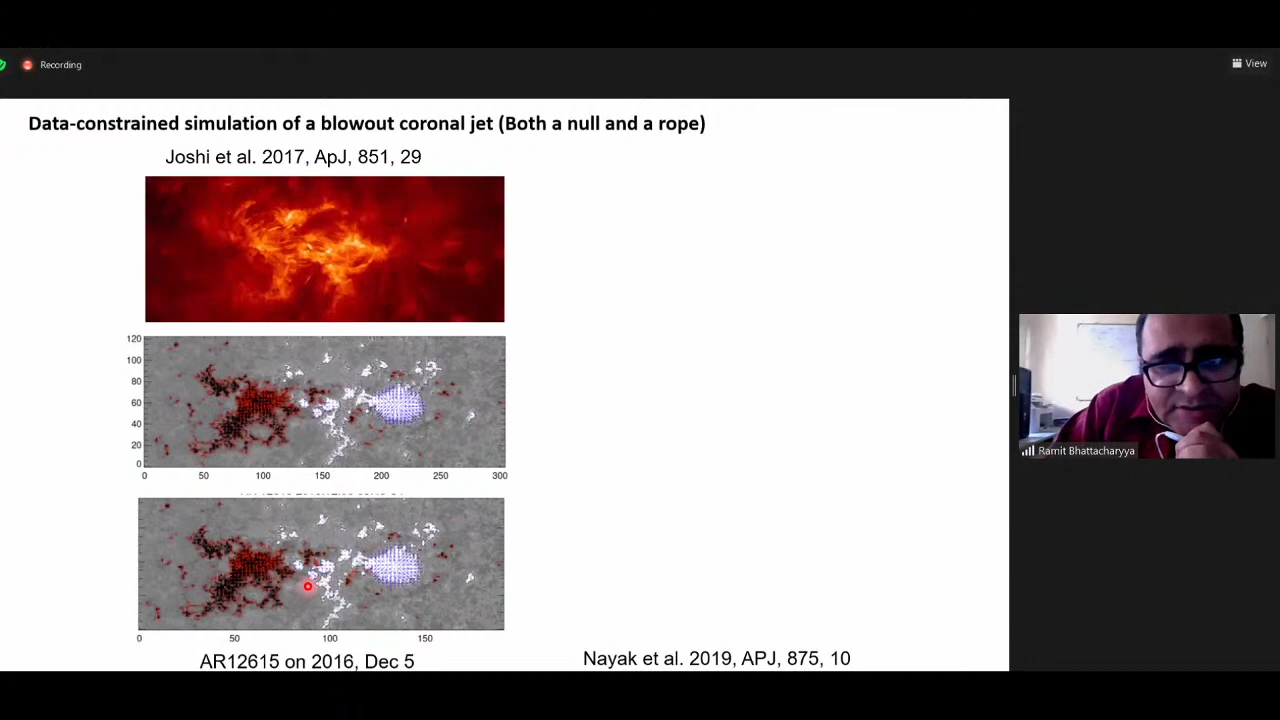 Recording
View
Data-constrained simulation of a blowout coronal jet (Both a null and a rope)
Joshi et al. 2017, ApJ, 851, 29
120
100
80
60
40
20
0
0 50 100 150 200 250 300
0 50 100 150
AR12615 on 2016, Dec 5
Nayak et al. 2019, APJ, 875, 10
Ramit Bhattacharyya